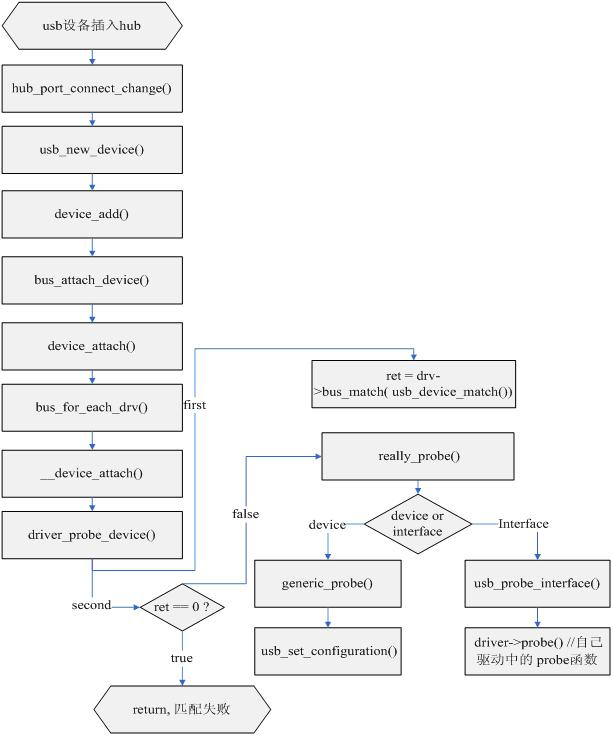 usb设备插入hub
hub_port_connect_change()
usb_new_device()
device_add()
bus_attach_device()
device_attach()
bus_for_each_drv()
__device_attach()
driver_probe_device()
first
ret = drv-
>bus_match( usb_device_match())
second
ret == 0 ?
false
true
return, 匹配失败
really_probe()
device or
interface
device
Interface
generic_probe()
usb_set_configuration()
usb_probe_interface()
driver->probe() //自己
驱动中的 probe函数